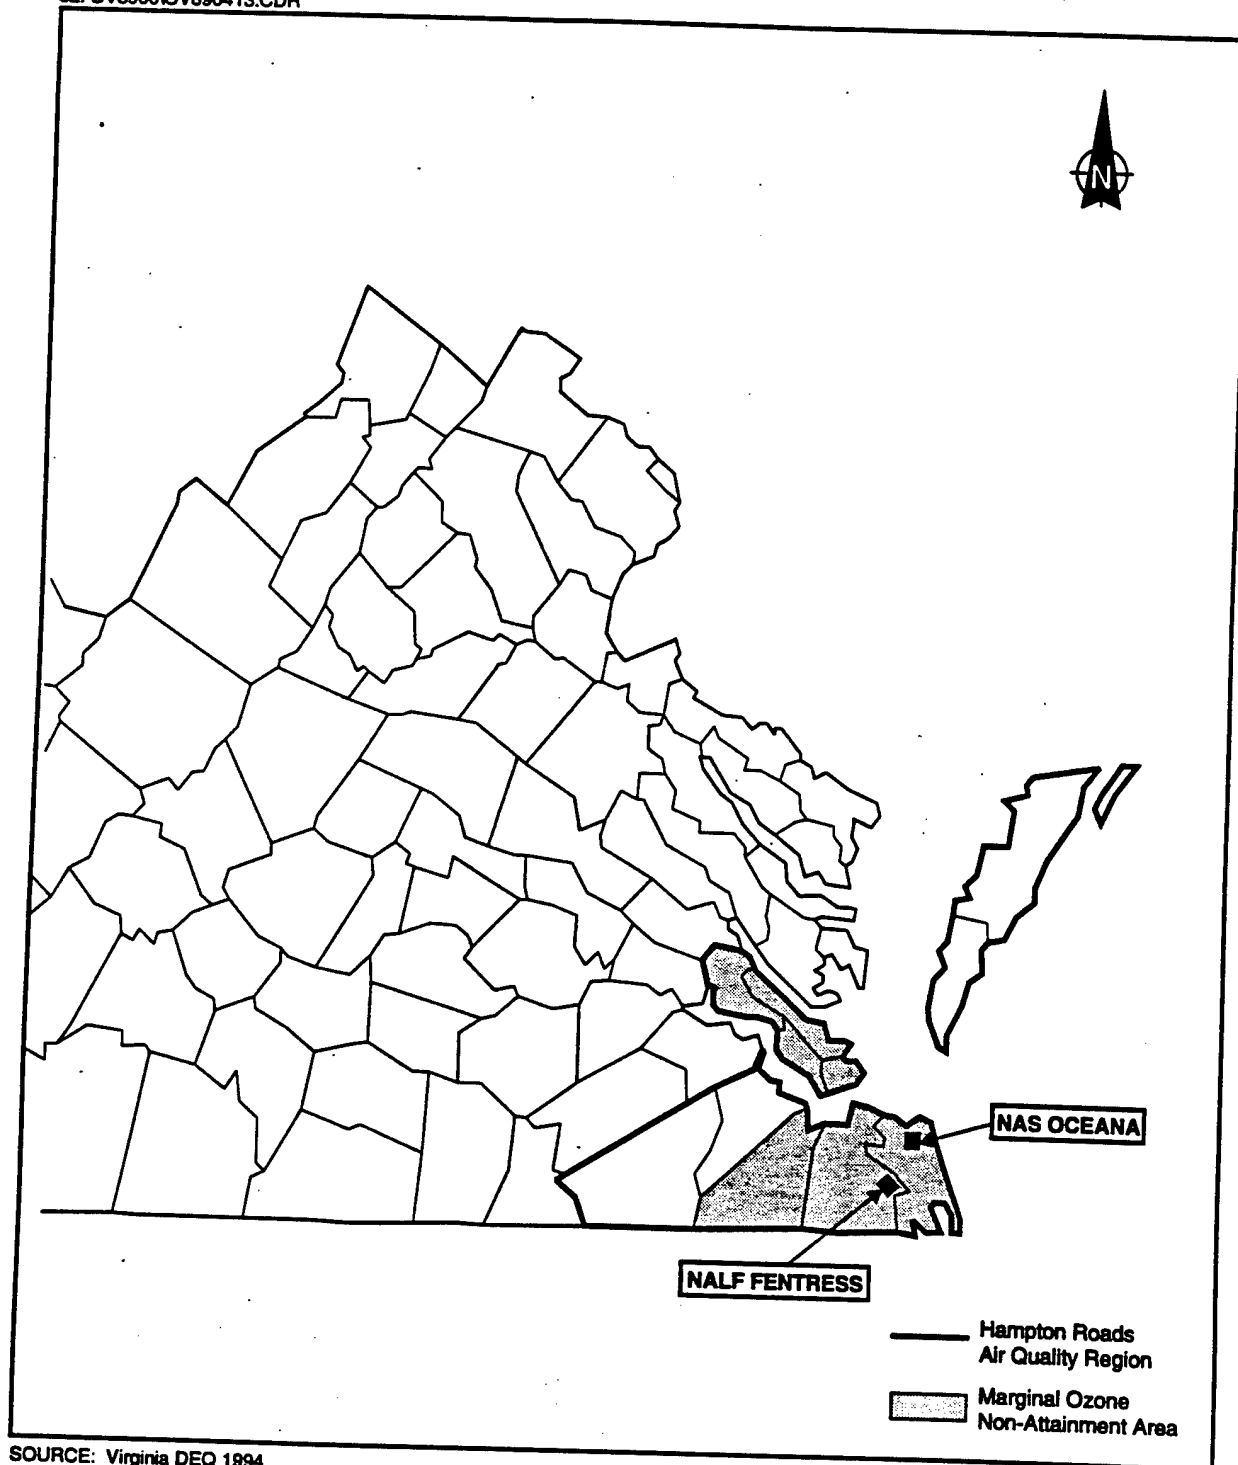 N
NAS OCEANA
NALF FENTRESS
Hampton Roads
Air Quality Region
Marginal Ozone
Non-Attainment Area
SOURCE: Virginia DEQ 1994